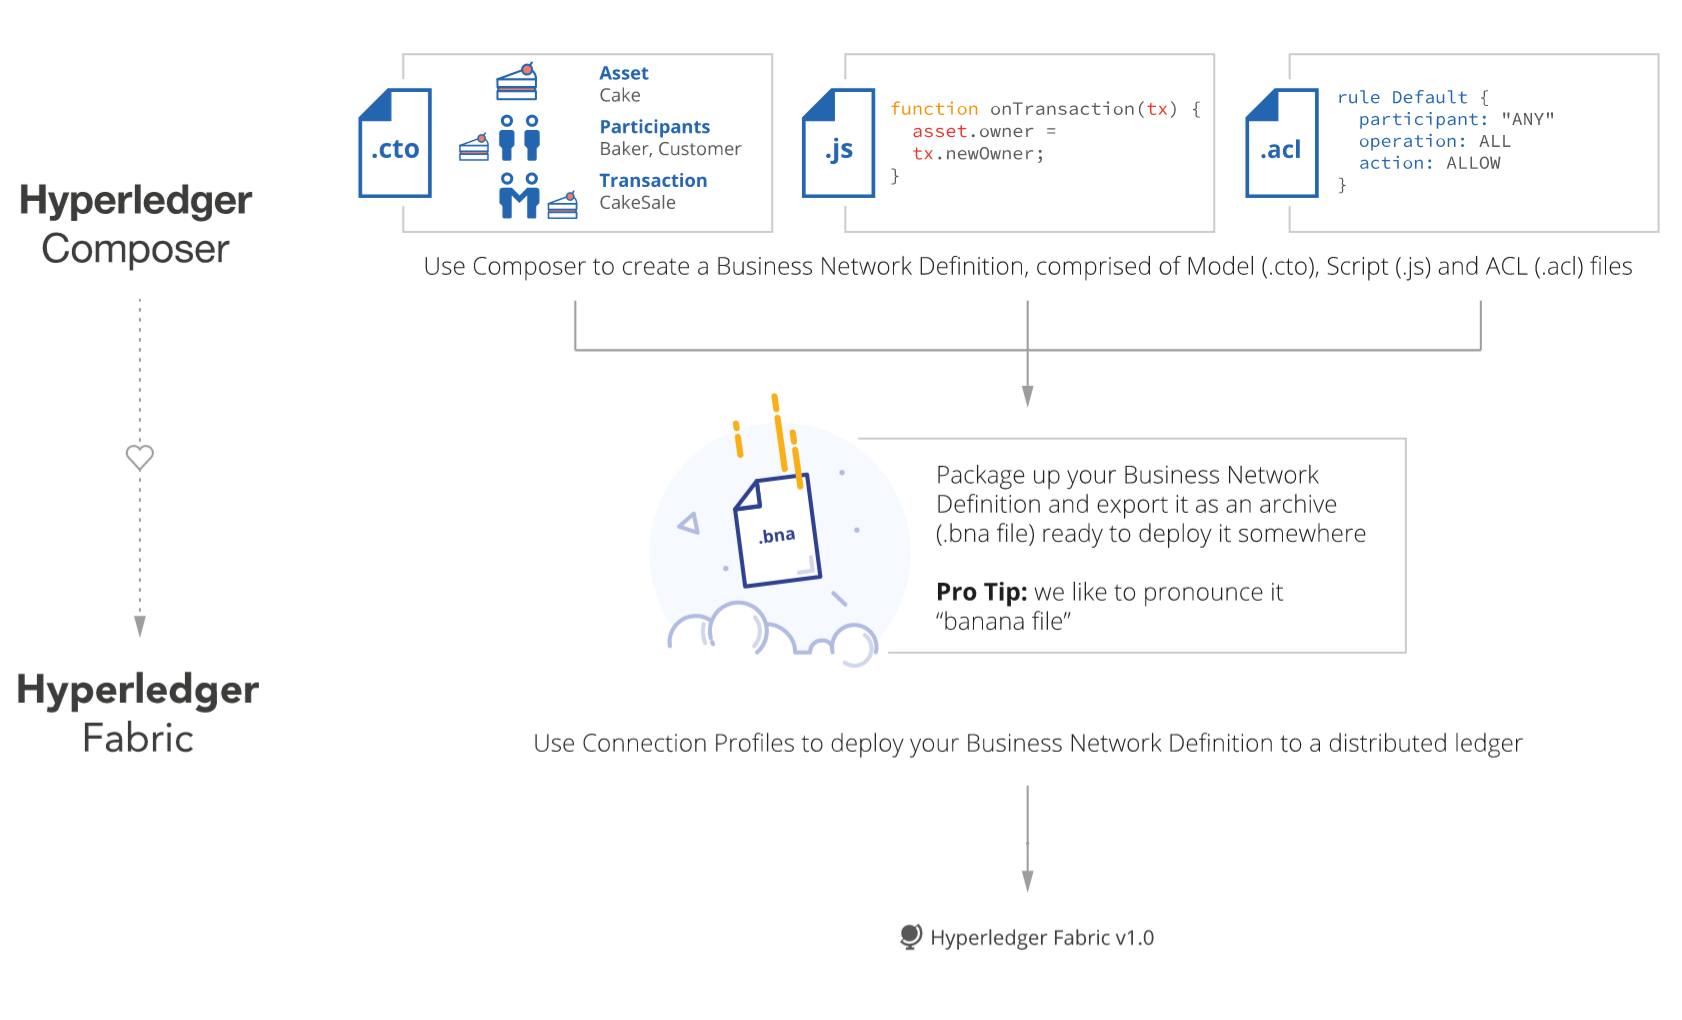 Hyperledger
Composer
.cto
Asset
Cake
Participants
Baker, Customer
Transaction
CakeSale
.js
function onTransaction(tx) {
asset.owner =
tx.newOwner;
}
.acl
rule Default {
participant: "ANY"
operation: ALL
action: ALLOW
}
Use Composer to create a Business Network Definition, comprised of Model (.cto), Script (.js) and ACL (.acl) files
.bna
Package up your Business Network
Definition and export it as an archive
(.bna file) ready to deploy it somewhere
Pro Tip: we like to pronounce it
“banana file”
Hyperledger
Fabric
Use Connection Profiles to deploy your Business Network Definition to a distributed ledger
Hyperledger Fabric v1.0